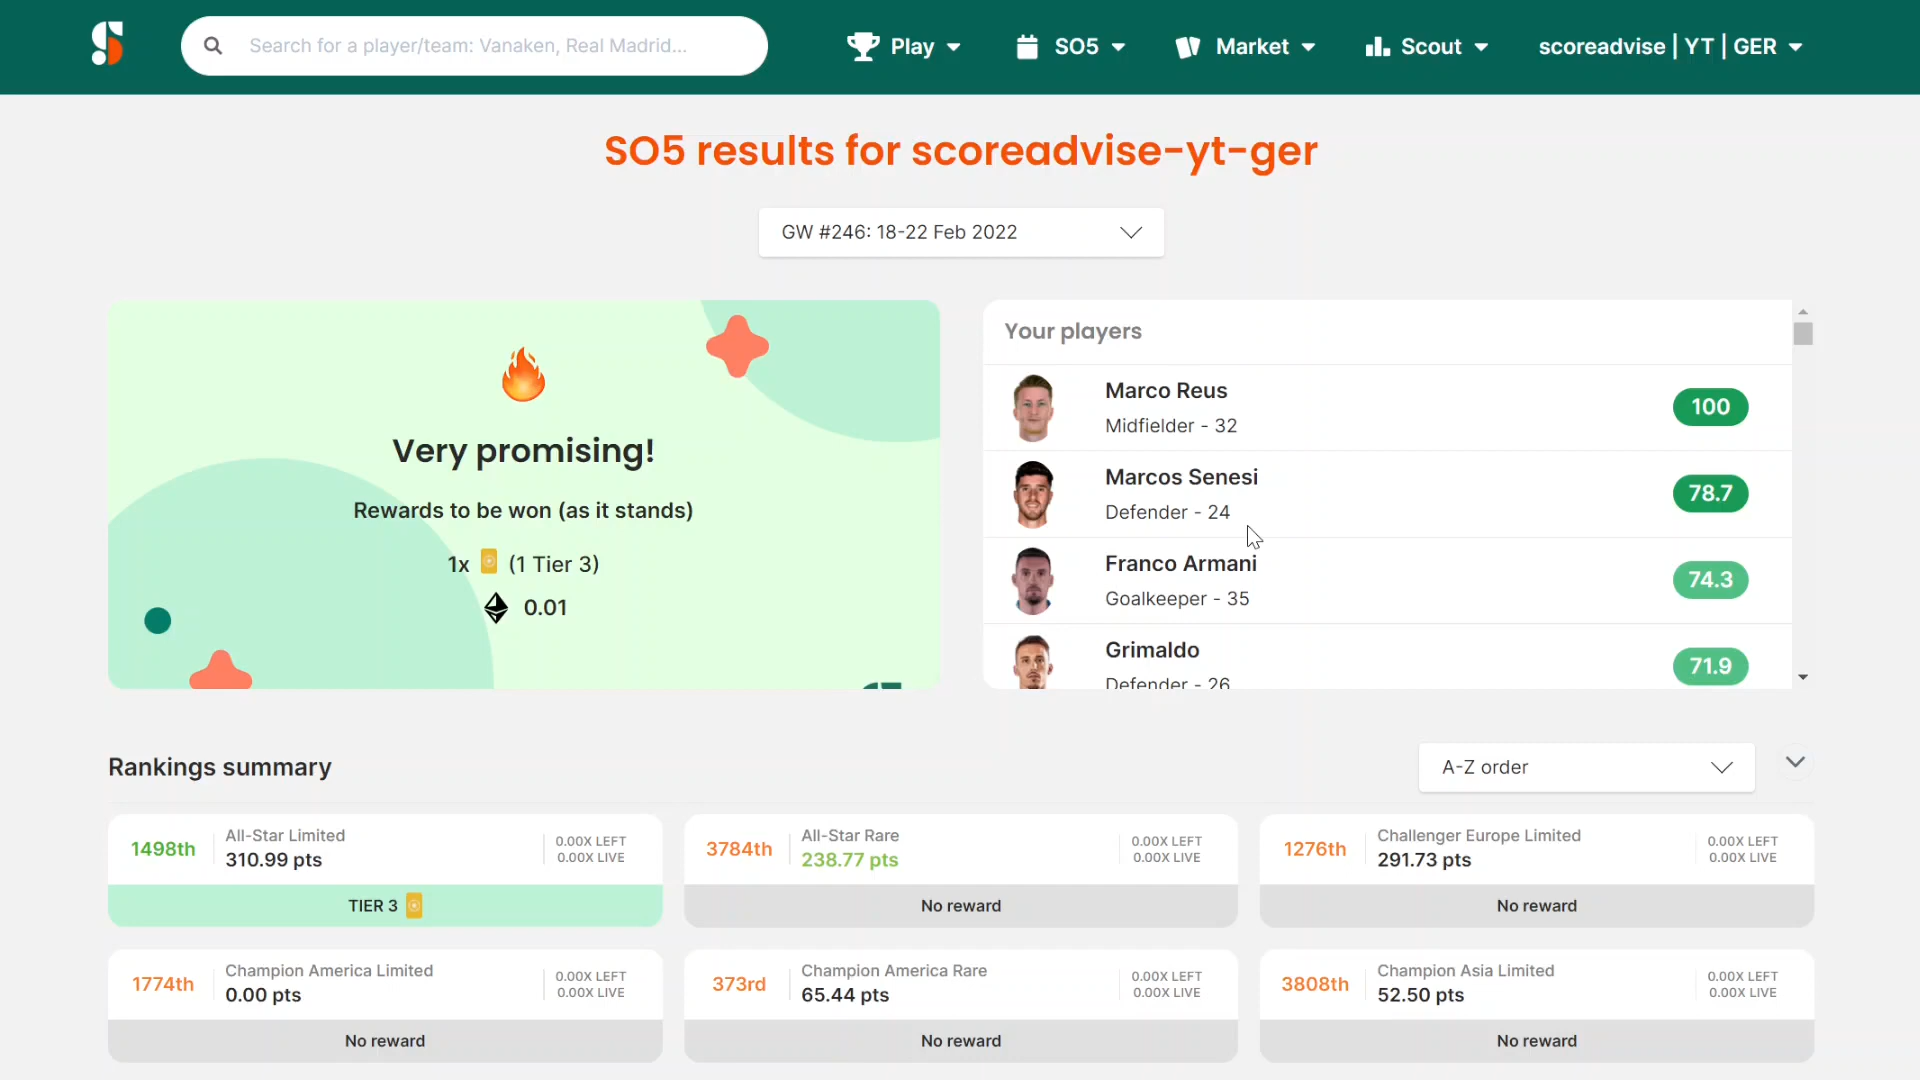 Search for a player/team: Vanaken, Real Madrid...
Play
SO5
Market
Scout
scoreadvise | YT | GER
SO5 results for scoreadvise-yt-ger
GW #246: 18-22 Feb 2022
Very promising!
Rewards to be won (as it stands)
1x (1 Tier 3)
0.01
Your players
Marco Reus
Midfielder - 32
100
Marcos Senesi
Defender - 24
78.7
Franco Armani
Goalkeeper - 35
74.3
Grimaldo
Defender - 26
71.9
Rankings summary
A-Z order
1498th
All-Star Limited
310.99 pts
0.00X LEFT
0.00X LIVE
TIER 3
3784th
All-Star Rare
238.77 pts
0.00X LEFT
0.00X LIVE
No reward
1276th
Challenger Europe Limited
291.73 pts
0.00X LEFT
0.00X LIVE
No reward
1774th
Champion America Limited
0.00 pts
0.00X LEFT
0.00X LIVE
No reward
373rd
Champion America Rare
65.44 pts
0.00X LEFT
0.00X LIVE
No reward
3808th
Champion Asia Limited
52.50 pts
0.00X LEFT
0.00X LIVE
No reward